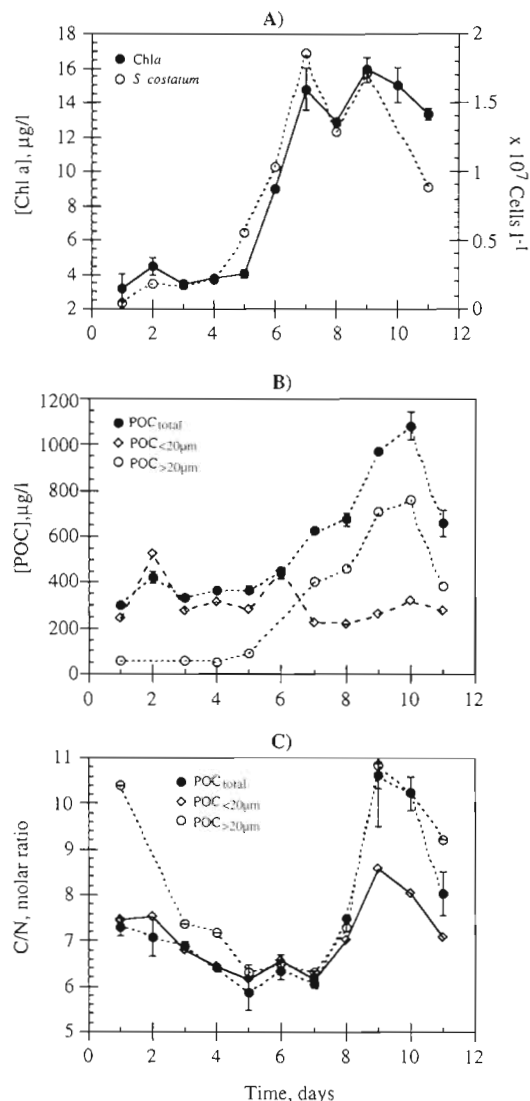 A)
18
16
14
12
10
8
6
4
2
[Chl a], µg/l
Chla
S costatum
2
1.5
1
0.5
0
x 10⁷ Cells l⁻¹
0 2 4 6 8 10 12
B)
1200
1000
800
600
400
200
0
[POC],µg/l
POCtotal
POC<20µm
POC>20µm
0 2 4 6 8 10 12
C)
11
10
9
8
7
6
5
C/N, molar ratio
POCtotal
POC<20µm
POC>20µm
0 2 4 6 8 10 12
Time, days